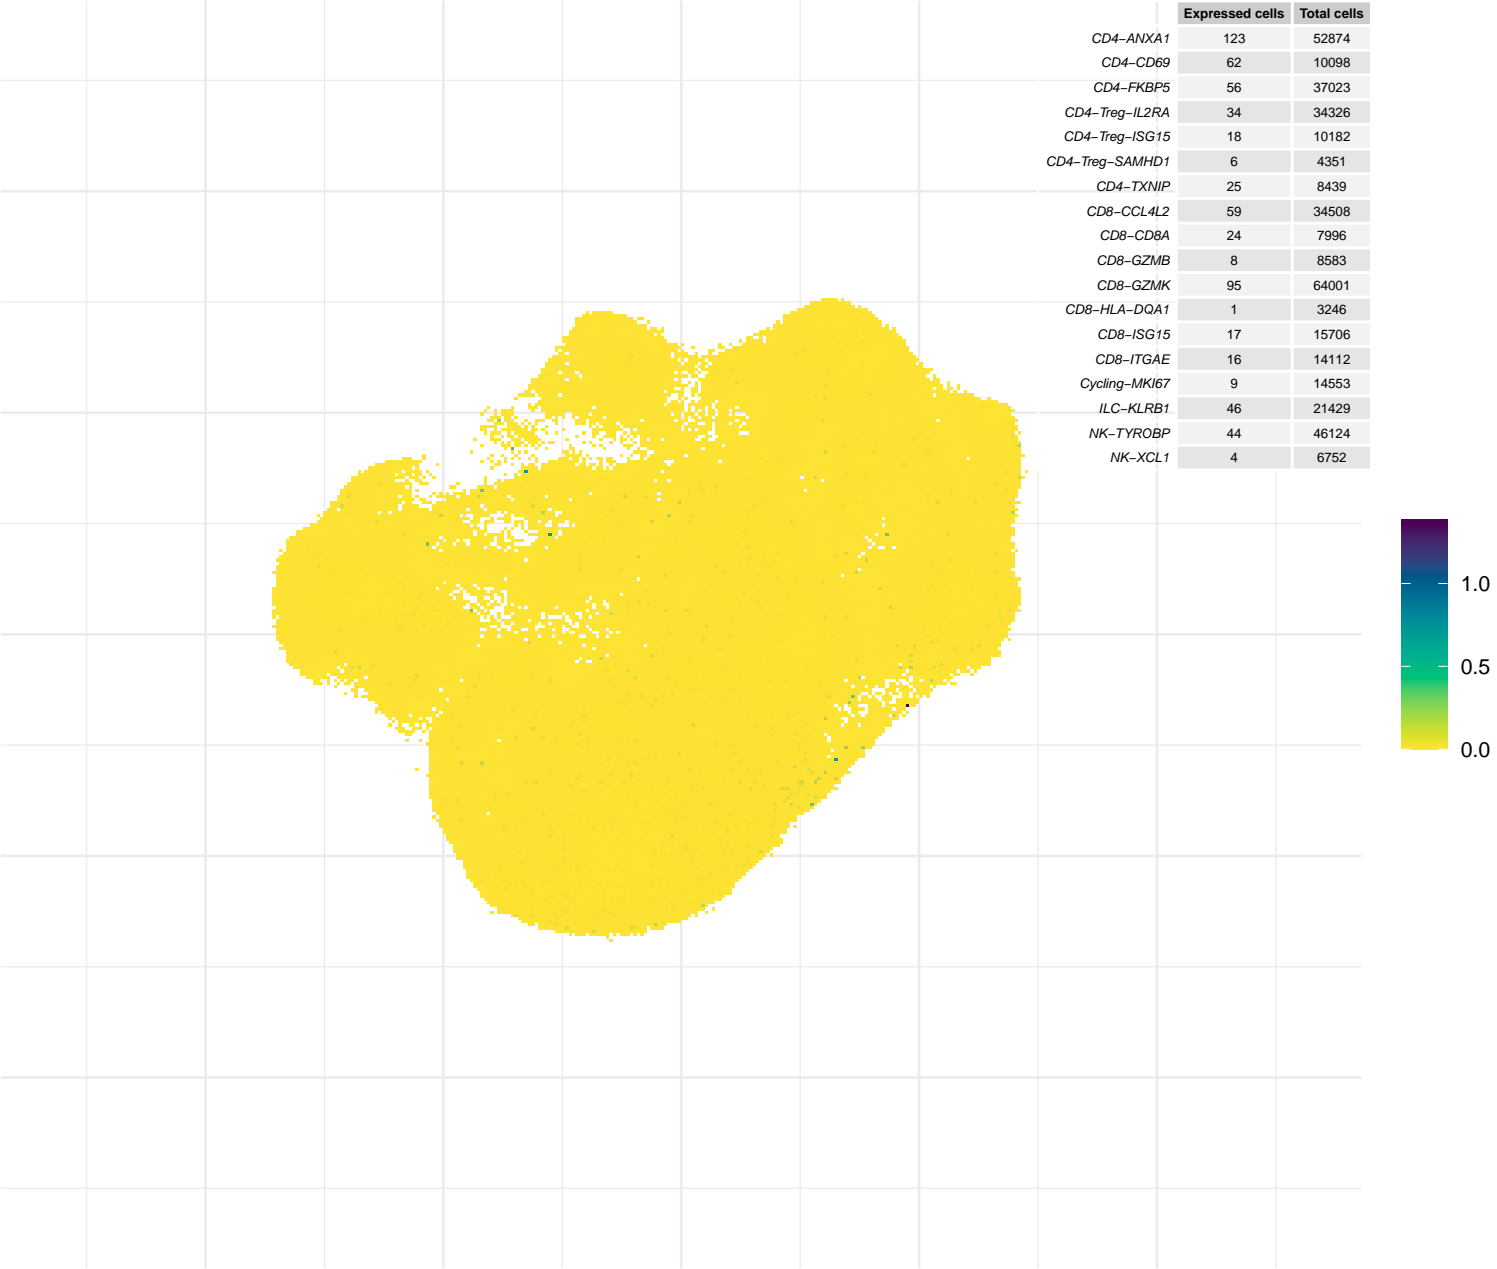 Expressed cells Total cells
CD4−ANXA1 123 52874
CD4−CD69 62 10098
CD4−FKBP5 56 37023
CD4−Treg−IL2RA 34 34326
CD4−Treg−ISG15 18 10182
CD4−Treg−SAMHD1 6 4351
CD4−TXNIP 25 8439
CD8−CCL4L2 59 34508
CD8−CD8A 24 7996
CD8−GZMB 8 8583
CD8−GZMK 95 64001
CD8−HLA−DQA1 1 3246
CD8−ISG15 17 15706
CD8−ITGAE 16 14112
Cycling−MKI67 9 14553
ILC−KLRB1 46 21429
NK−TYROBP 44 46124
NK−XCL1 4 6752
1.0
0.5
0.0